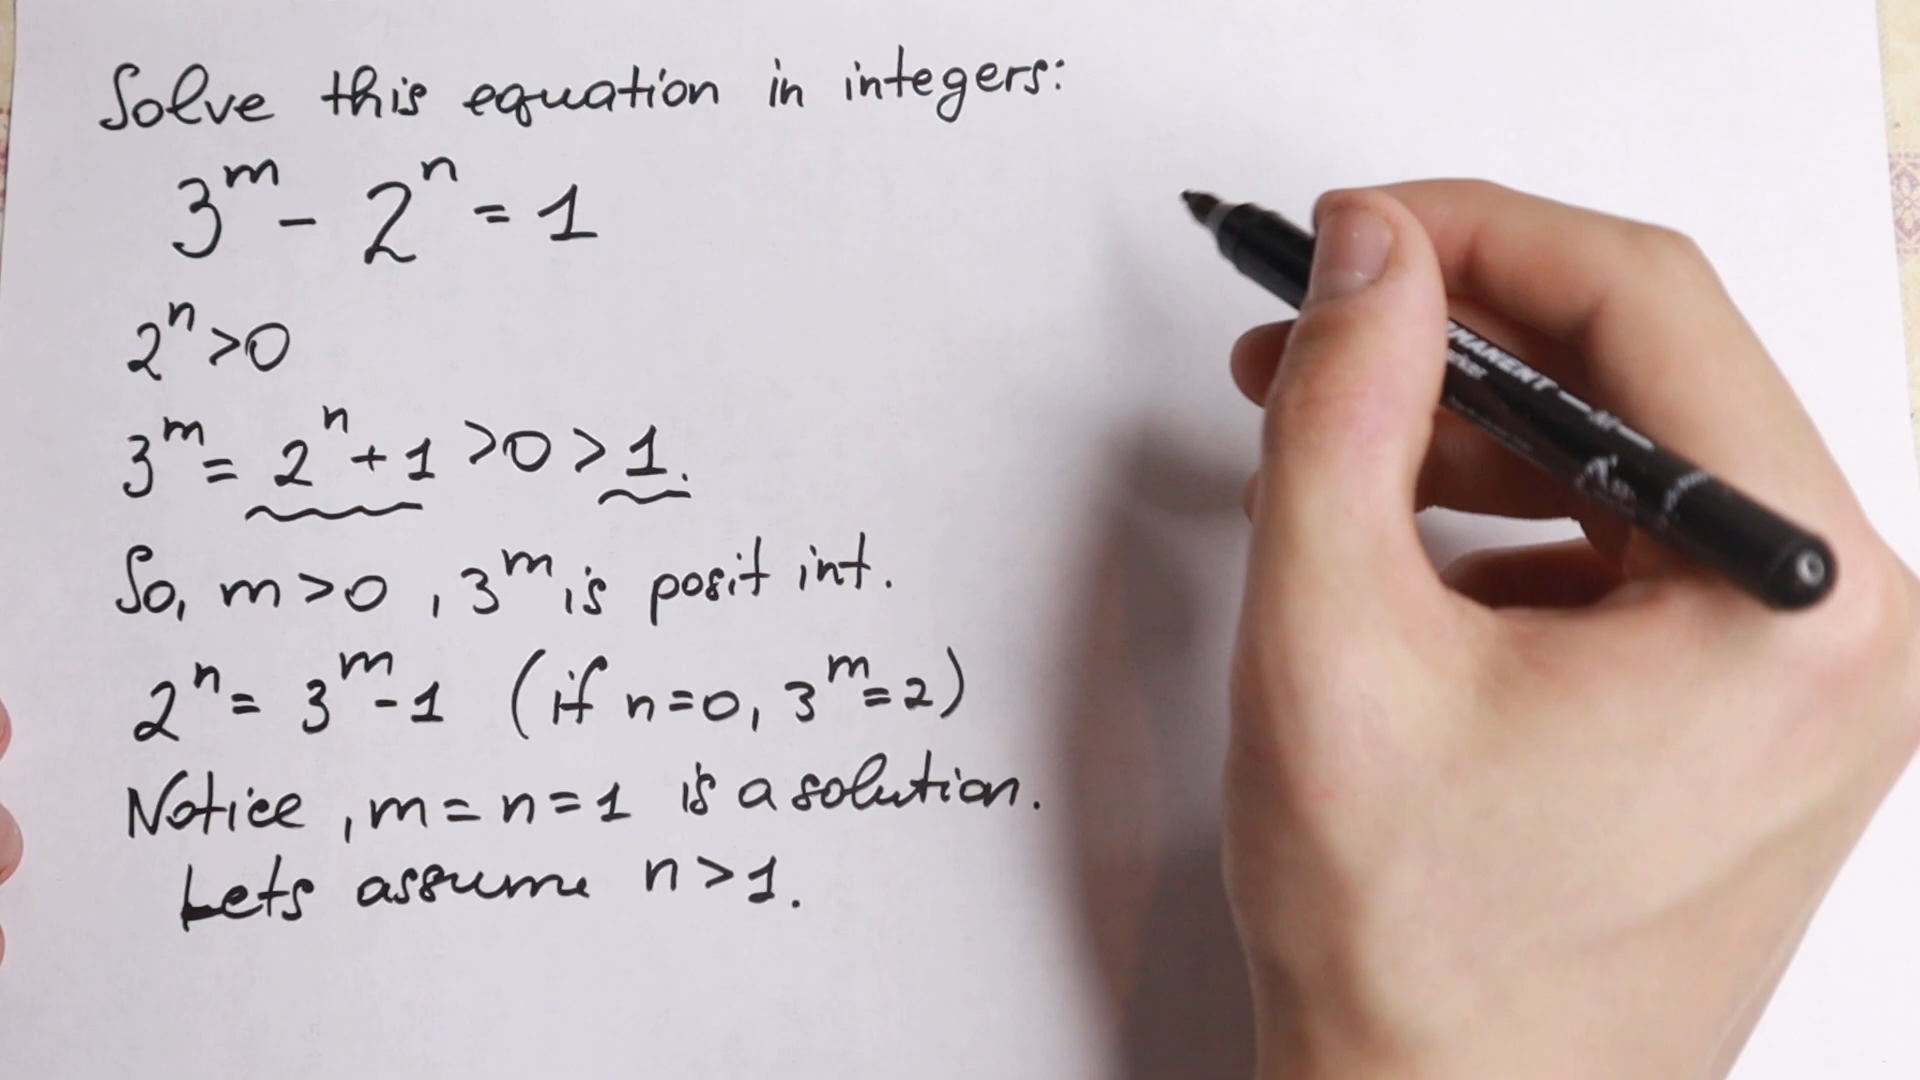 Solve this equation in integers:
3^m - 2^n = 1
2^n > 0
3^m = 2^n + 1 > 0 > 1.
So, m > 0 , 3^m is posit int.
2^n = 3^m - 1 (if n = 0, 3^m = 2)
Notice , m = n = 1 is a solution.
Lets assume n > 1.